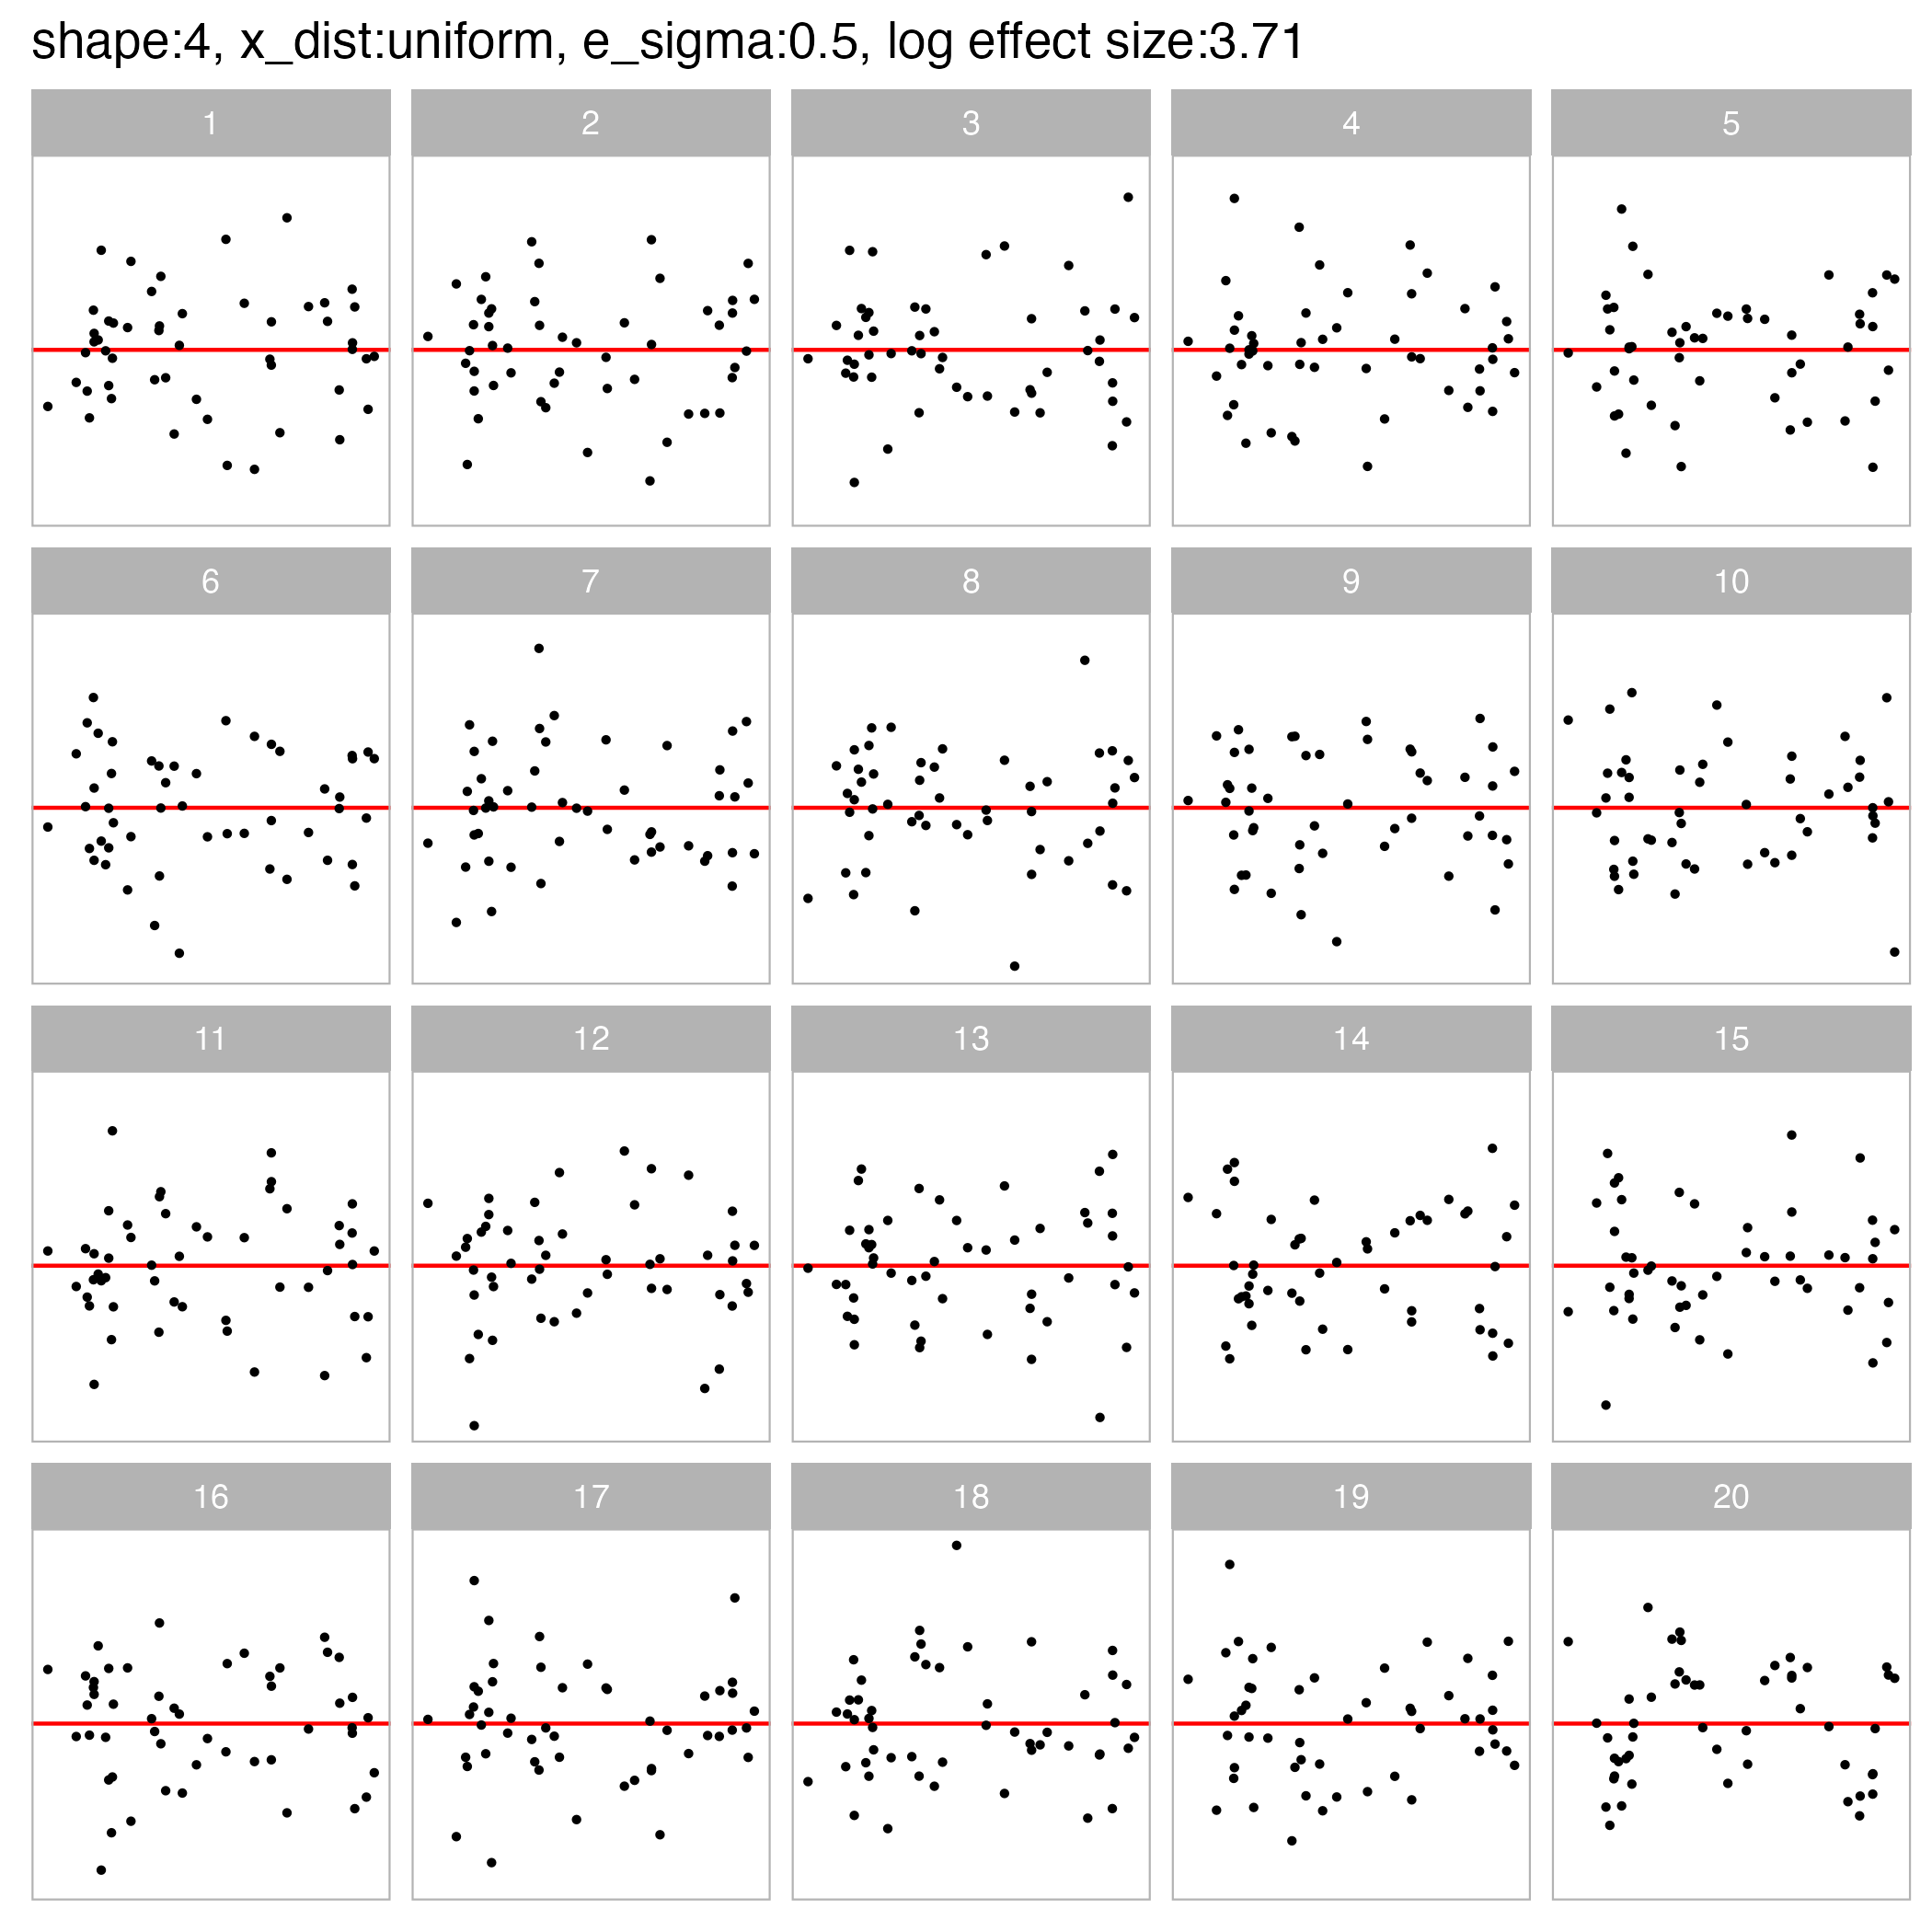 shape:4, x_dist:uniform, e_sigma:0.5, log effect size:3.71
1 2 3 4 5
6 7 8 9 10
11 12 13 14 15
16 17 18 19 20